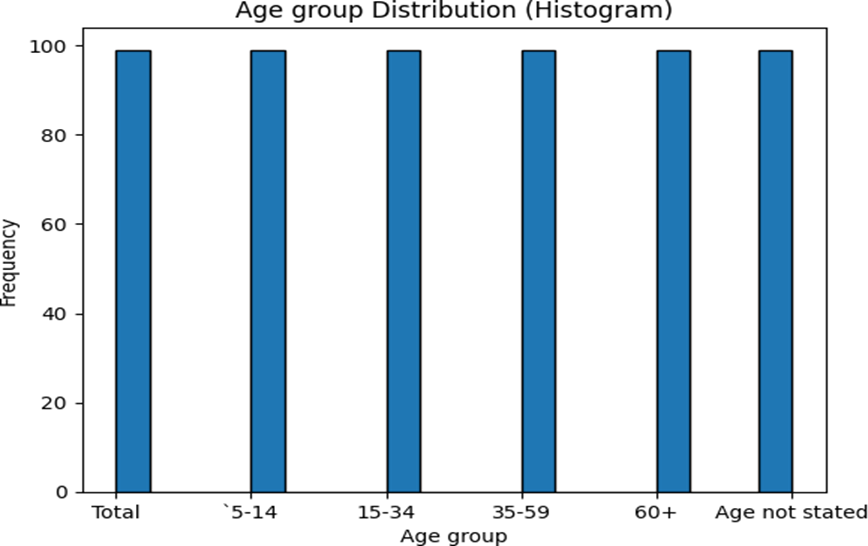 Age group Distribution (Histogram)
100
80
60
40
20
0
Frequency
Total `5-14 15-34 35-59 60+ Age not stated
Age group